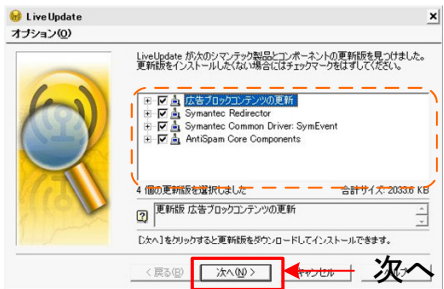 LiveUpdate
オプション(O)
LiveUpdate が次のシマンテック製品とコンポーネントの更新版を見つけました。
更新版をインストールしたくない場合にはチェックマークをはずしてください。
広告ブロックコンテンツの更新
Symantec Redirector
Symantec Common Driver: SymEvent
AntiSpam Core Components
4 個の更新版を選択しました 合計サイズ: 2033.6 KB
更新版 広告ブロックコンテンツの更新
[次へ]をクリックすると更新版をダウンロードしてインストールできます。
< 戻る(B) 次へ(N) > キャンセル 次へ